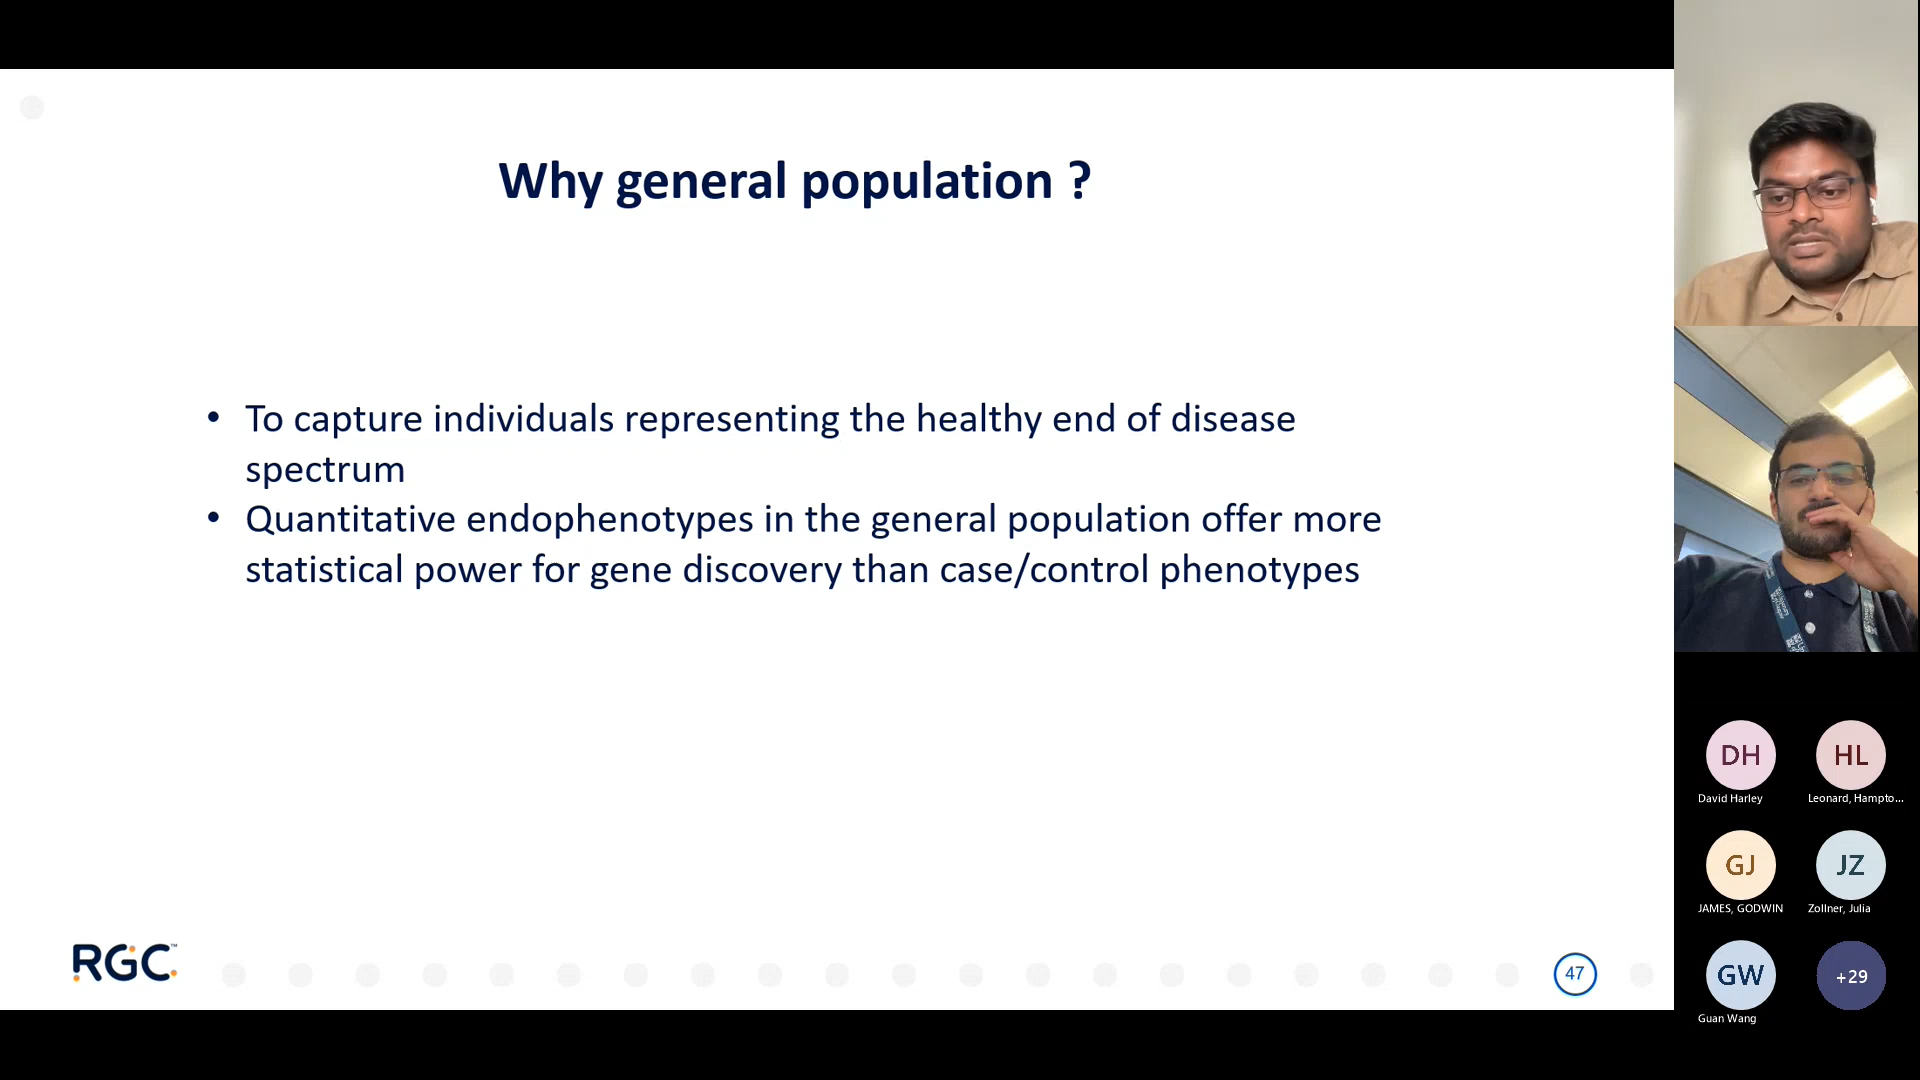 Why general population ?
• To capture individuals representing the healthy end of disease
spectrum
• Quantitative endophenotypes in the general population offer more
statistical power for gene discovery than case/control phenotypes
RGC™
47
DH
David Harley
HL
Leonard, Hampto...
GJ
JAMES, GODWIN
JZ
Zollner, Julia
GW
Guan Wang
+29